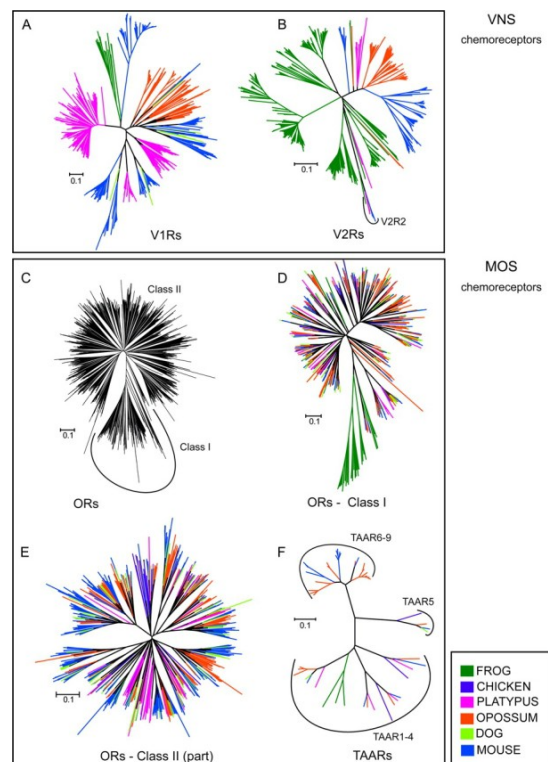 A
B
VNS
chemoreceptors
0.1
0.1
V2R2
V1Rs
V2Rs
MOS
chemoreceptors
C
D
Class II
0.1
0.1
Class I
ORs
ORs - Class I
E
F
TAAR6-9
TAAR5
0.1
0.1
TAAR1-4
ORs - Class II (part)
TAARs
FROG
CHICKEN
PLATYPUS
OPOSSUM
DOG
MOUSE